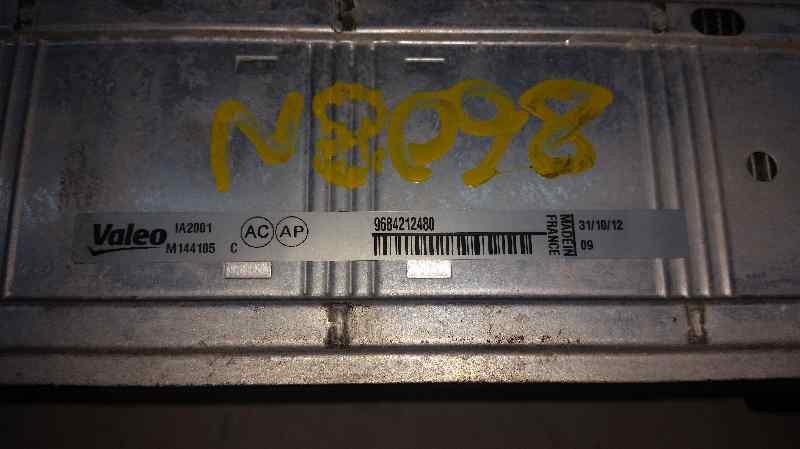 N8098
Valeo
IA2001
M144105 C
AC AP
9684212480
MADE IN
FRANCE
31/10/12
09